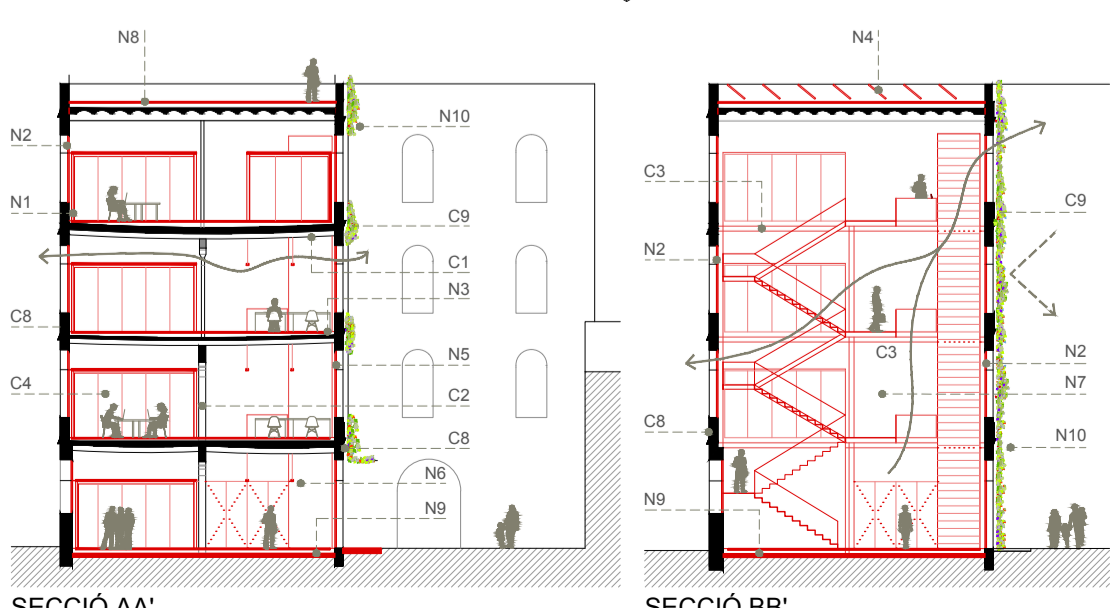 N8
N2
N1
C8
C4
N10
C9
C1
N3
N5
C2
C8
N6
N9
SECCIÓ AA'
N4
C3
N2
C8
N9
C3
C9
N2
N7
N10
SECCIÓ BB'